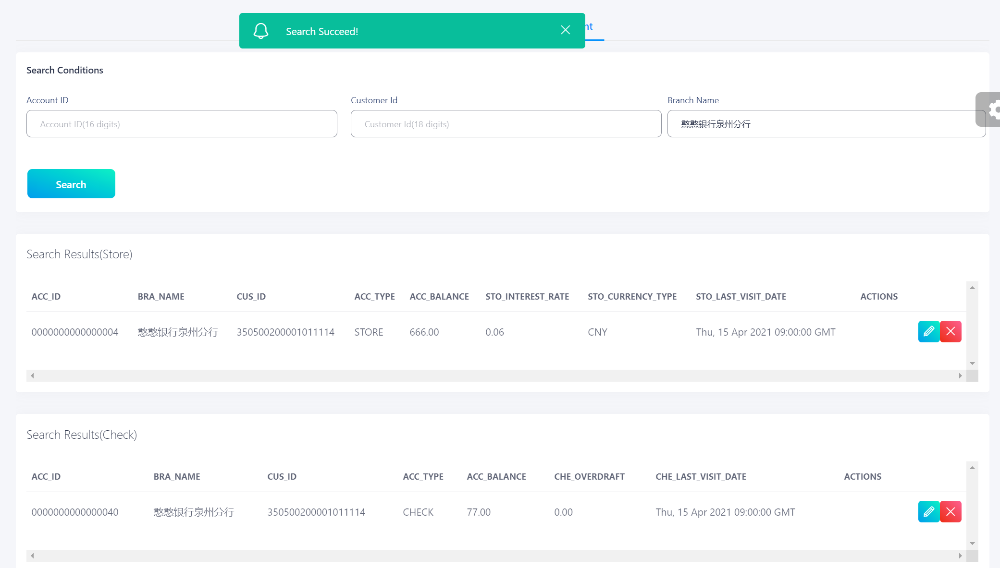 Search Succeed!
nt
Search Conditions
Account ID Customer Id Branch Name
Account ID(16 digits) Customer Id(18 digits) 憨憨银行泉州分行
Search
Search Results(Store)
ACC_ID BRA_NAME CUS_ID ACC_TYPE ACC_BALANCE STO_INTEREST_RATE STO_CURRENCY_TYPE STO_LAST_VISIT_DATE ACTIONS
0000000000000004 憨憨银行泉州分行 350500200001011114 STORE 666.00 0.06 CNY Thu, 15 Apr 2021 09:00:00 GMT
Search Results(Check)
ACC_ID BRA_NAME CUS_ID ACC_TYPE ACC_BALANCE CHE_OVERDRAFT CHE_LAST_VISIT_DATE ACTIONS
0000000000000040 憨憨银行泉州分行 350500200001011114 CHECK 77.00 0.00 Thu, 15 Apr 2021 09:00:00 GMT